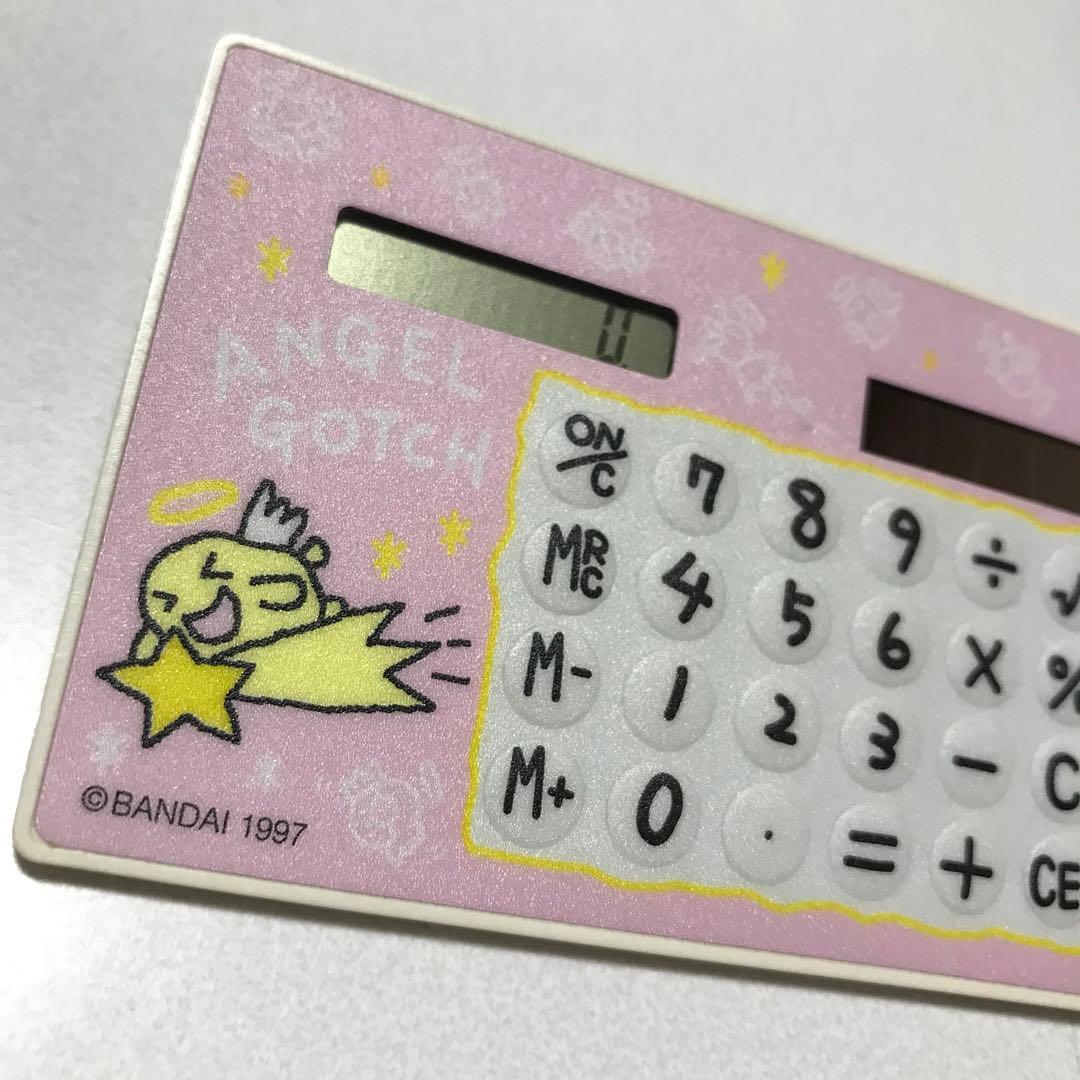 0.
ANGEL
GOTCH
ON/C 7 8 9 ÷ √
MRC 4 5 6 × %
M- 1 2 3 - C
M+ 0 . = + CE
©BANDAI 1997